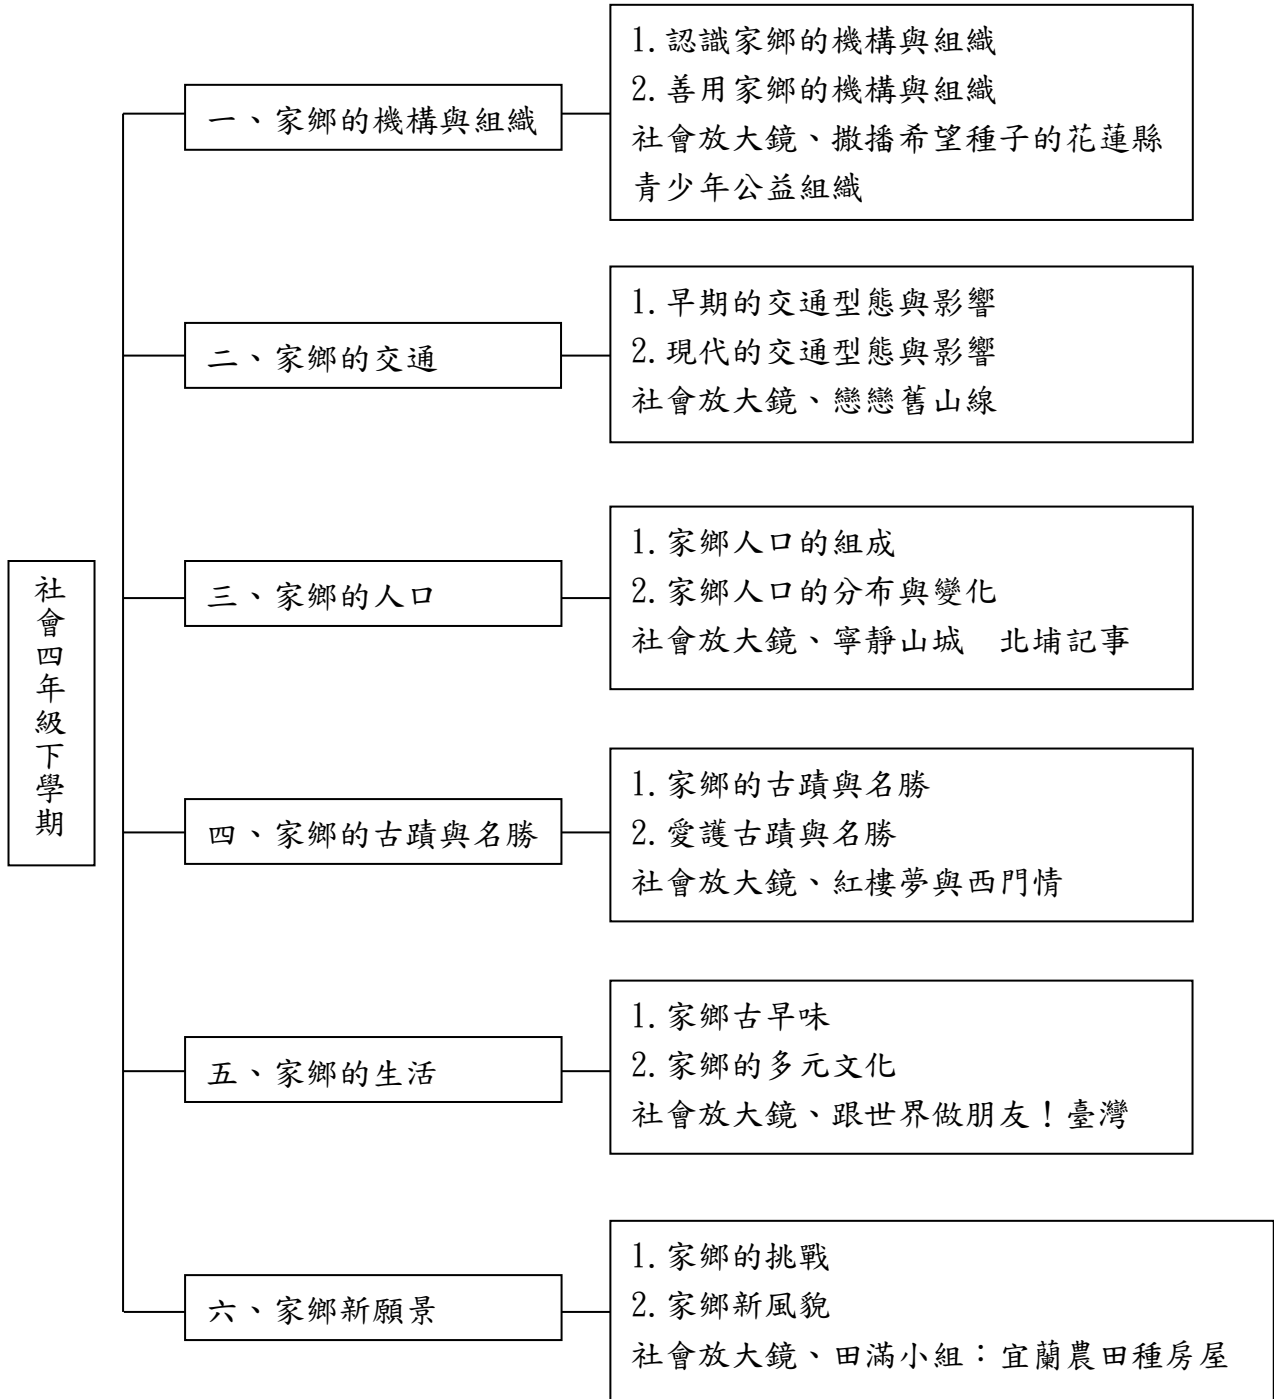 社會四年級下學期
一、家鄉的機構與組織
1.認識家鄉的機構與組織
2.善用家鄉的機構與組織
社會放大鏡、撒播希望種子的花蓮縣
青少年公益組織
二、家鄉的交通
1.早期的交通型態與影響
2.現代的交通型態與影響
社會放大鏡、戀戀舊山線
三、家鄉的人口
1.家鄉人口的組成
2.家鄉人口的分布與變化
社會放大鏡、寧靜山城　北埔記事
四、家鄉的古蹟與名勝
1.家鄉的古蹟與名勝
2.愛護古蹟與名勝
社會放大鏡、紅樓夢與西門情
五、家鄉的生活
1.家鄉古早味
2.家鄉的多元文化
社會放大鏡、跟世界做朋友！臺灣
六、家鄉新願景
1.家鄉的挑戰
2.家鄉新風貌
社會放大鏡、田滿小組：宜蘭農田種房屋